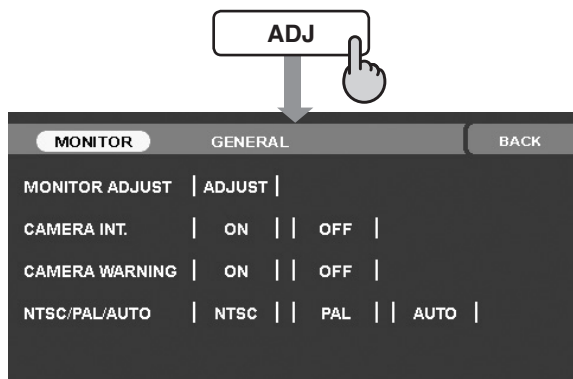 ADJ
MONITOR GENERAL BACK
MONITOR ADJUST ADJUST
CAMERA INT. ON OFF
CAMERA WARNING ON OFF
NTSC/PAL/AUTO NTSC PAL AUTO